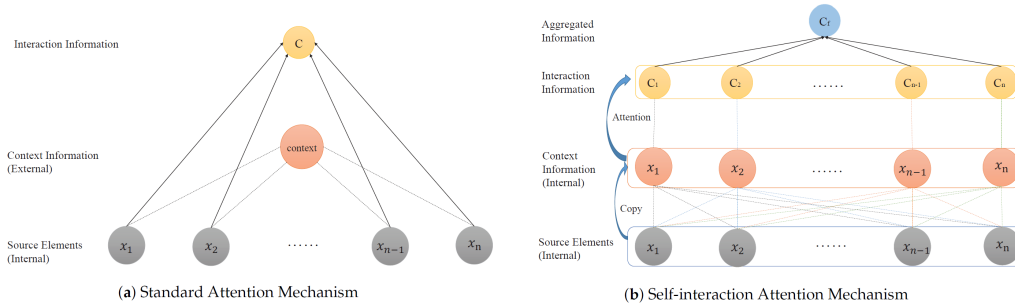 Interaction Information
C
Context Information
(External)
context
Source Elements
(Internal)
x₁
x₂
......
xₙ₋₁
xₙ
(a) Standard Attention Mechanism
Aggregated
Information
Cf
Interaction
Information
C₁
C₂
......
Cₙ₋₁
Cₙ
Attention
Context
Information
(Internal)
x₁
x₂
......
xₙ₋₁
xₙ
Copy
Source Elements
(Internal)
x₁
x₂
......
xₙ₋₁
xₙ
(b) Self-interaction Attention Mechanism